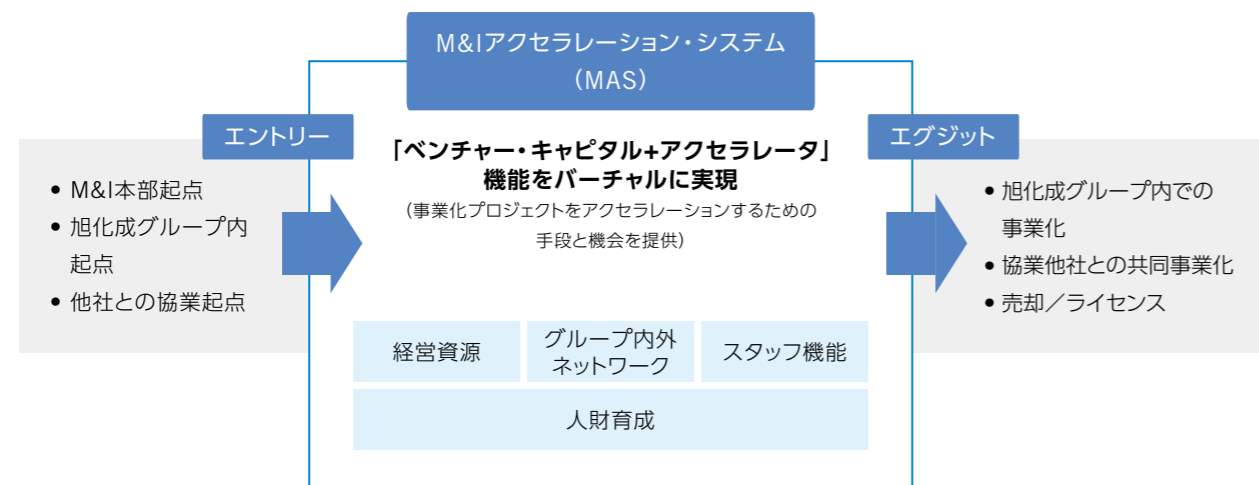 M&Iアクセラレーション・システム
（MAS）
エントリー
• M&I本部起点
• 旭化成グループ内
起点
• 他社との協業起点
「ベンチャー・キャピタル+アクセラレータ」
機能をバーチャルに実現
（事業化プロジェクトをアクセラレーションするための
手段と機会を提供）
経営資源
グループ内外
ネットワーク
スタッフ機能
人財育成
エグジット
• 旭化成グループ内での
事業化
• 協業他社との共同事業化
• 売却／ライセンス